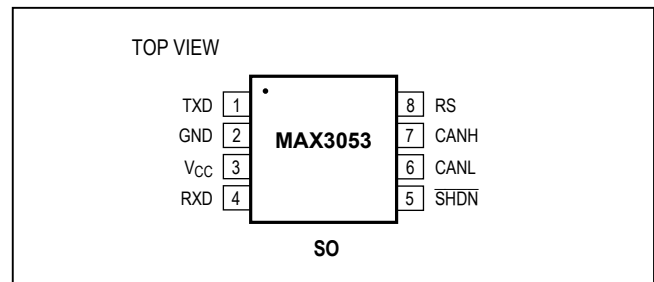 TOP VIEW
TXD 1 8 RS
GND 2 MAX3053 7 CANH
VCC 3 6 CANL
RXD 4 5 SHDN
SO